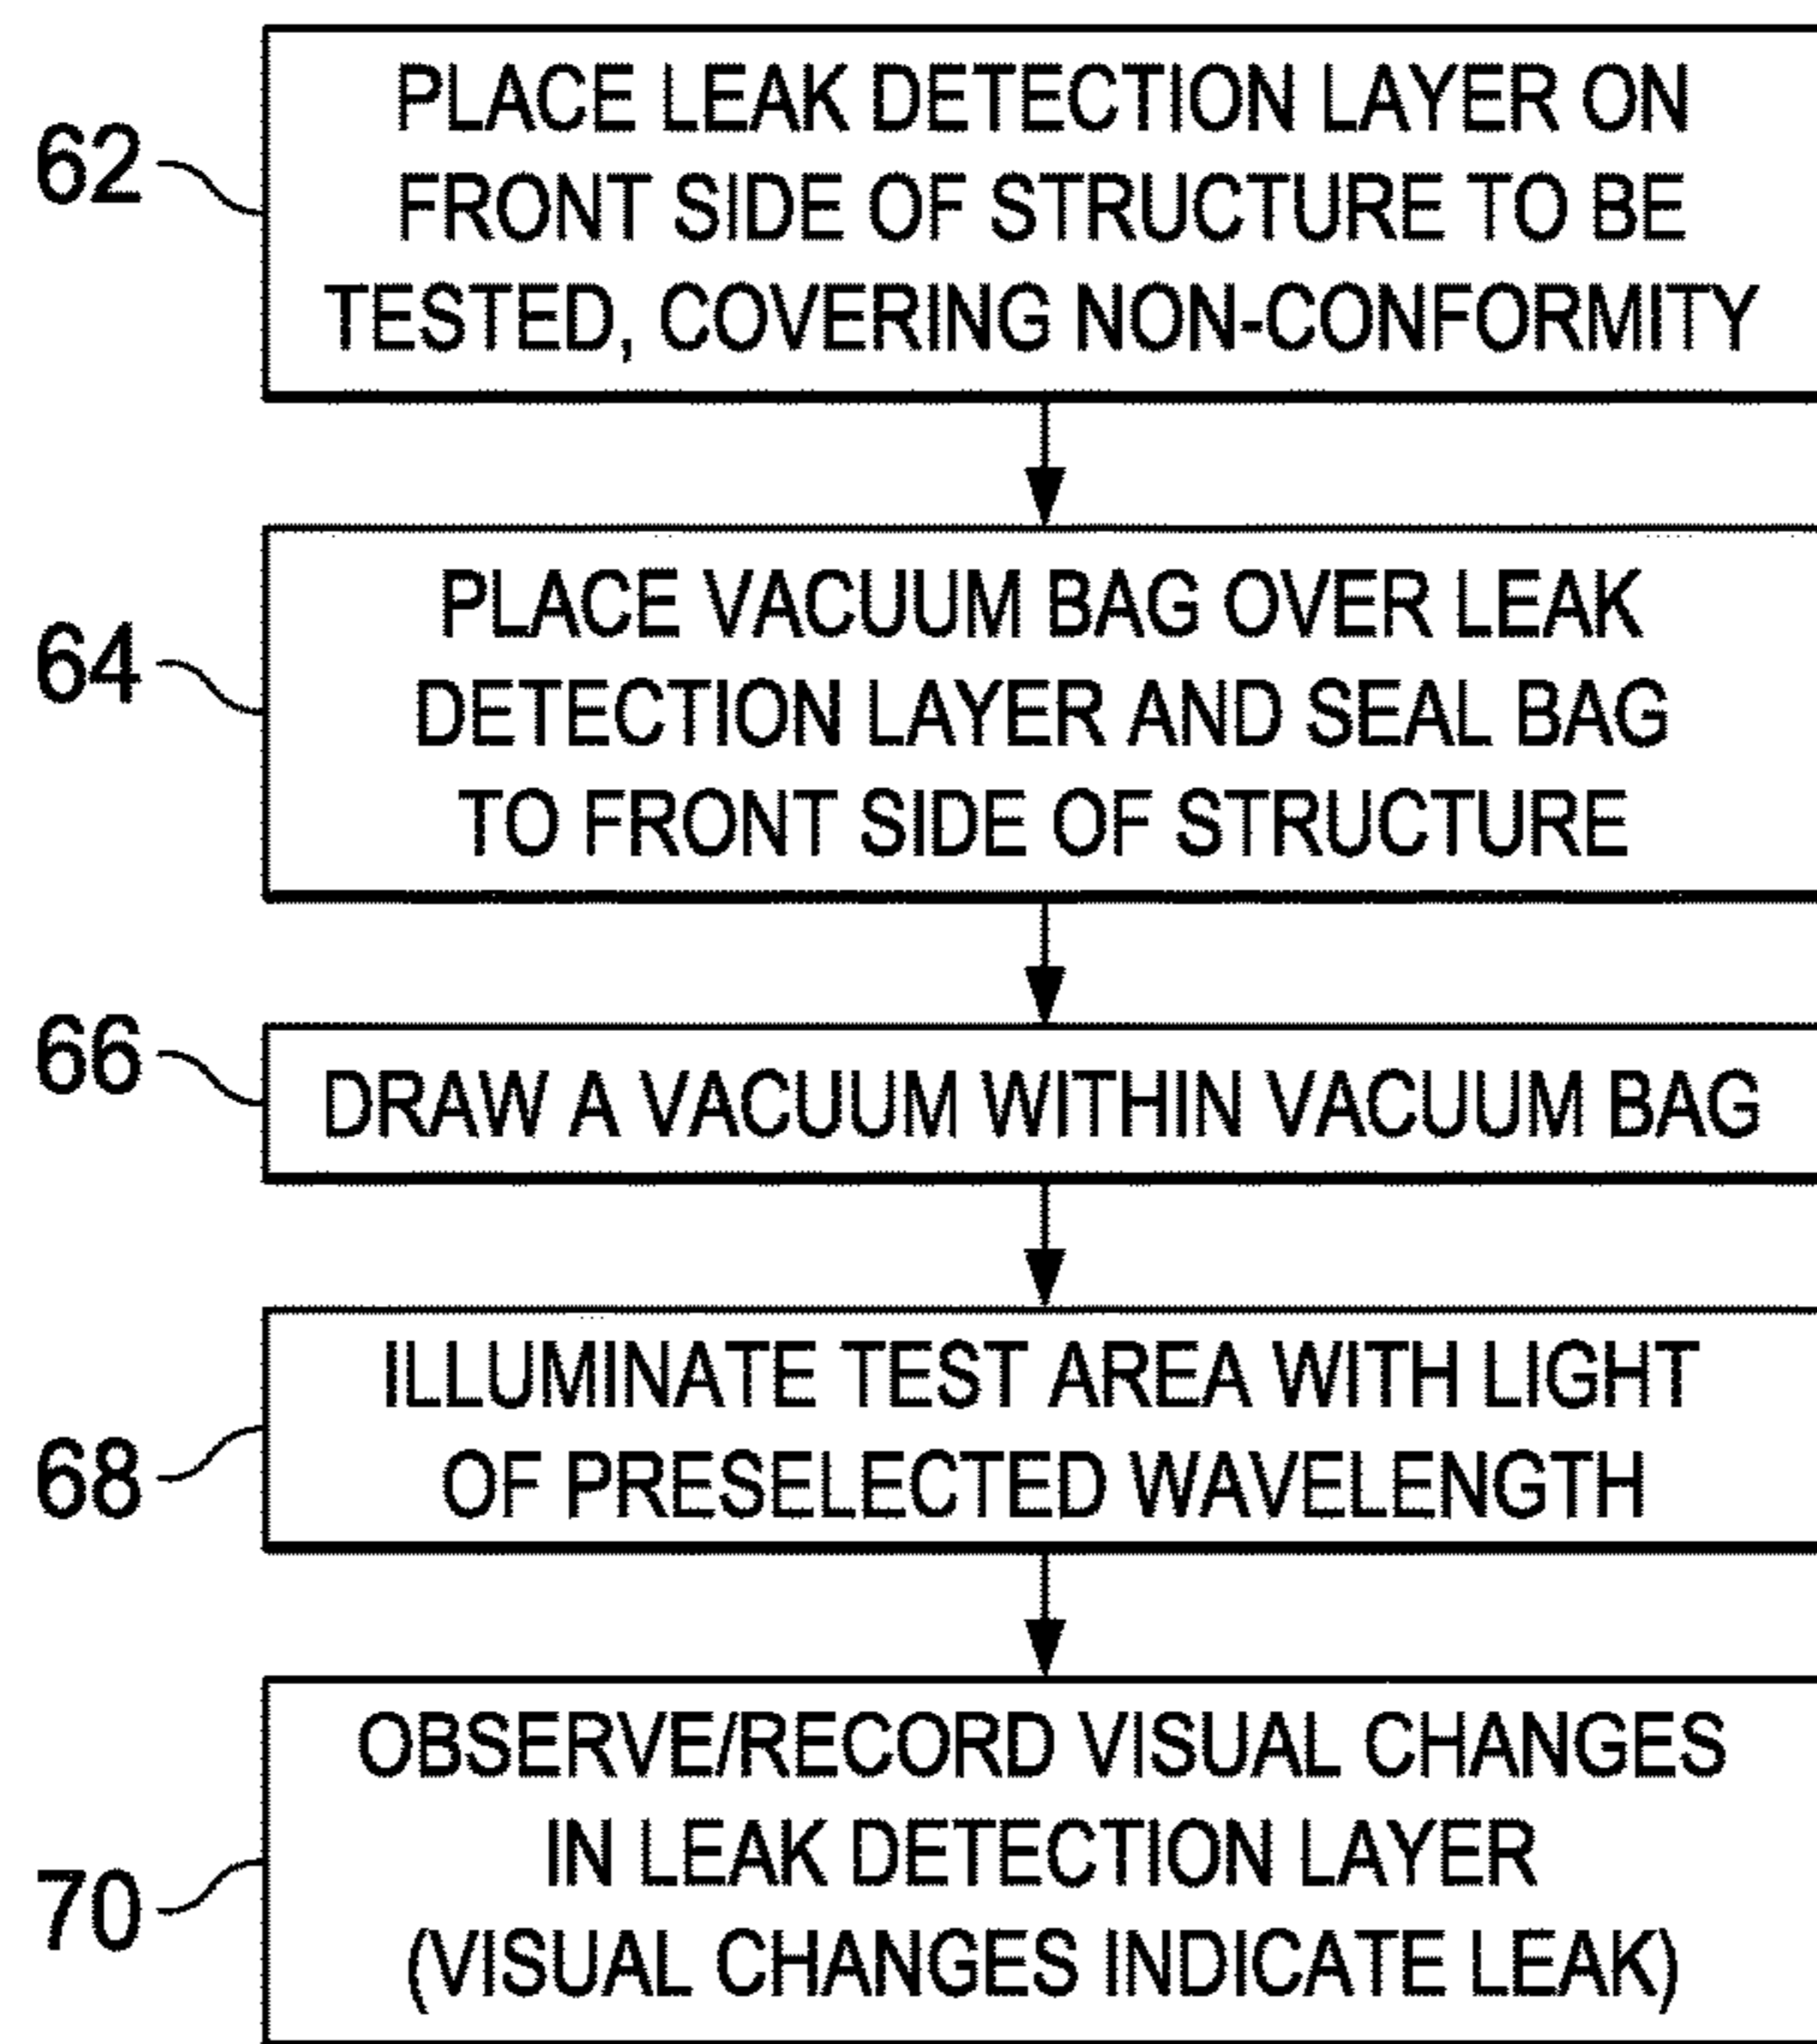 62
PLACE LEAK DETECTION LAYER ON
FRONT SIDE OF STRUCTURE TO BE
TESTED, COVERING NON-CONFORMITY
64
PLACE VACUUM BAG OVER LEAK
DETECTION LAYER AND SEAL BAG
TO FRONT SIDE OF STRUCTURE
66
DRAW A VACUUM WITHIN VACUUM BAG
68
ILLUMINATE TEST AREA WITH LIGHT
OF PRESELECTED WAVELENGTH
70
OBSERVE/RECORD VISUAL CHANGES
IN LEAK DETECTION LAYER
(VISUAL CHANGES INDICATE LEAK)